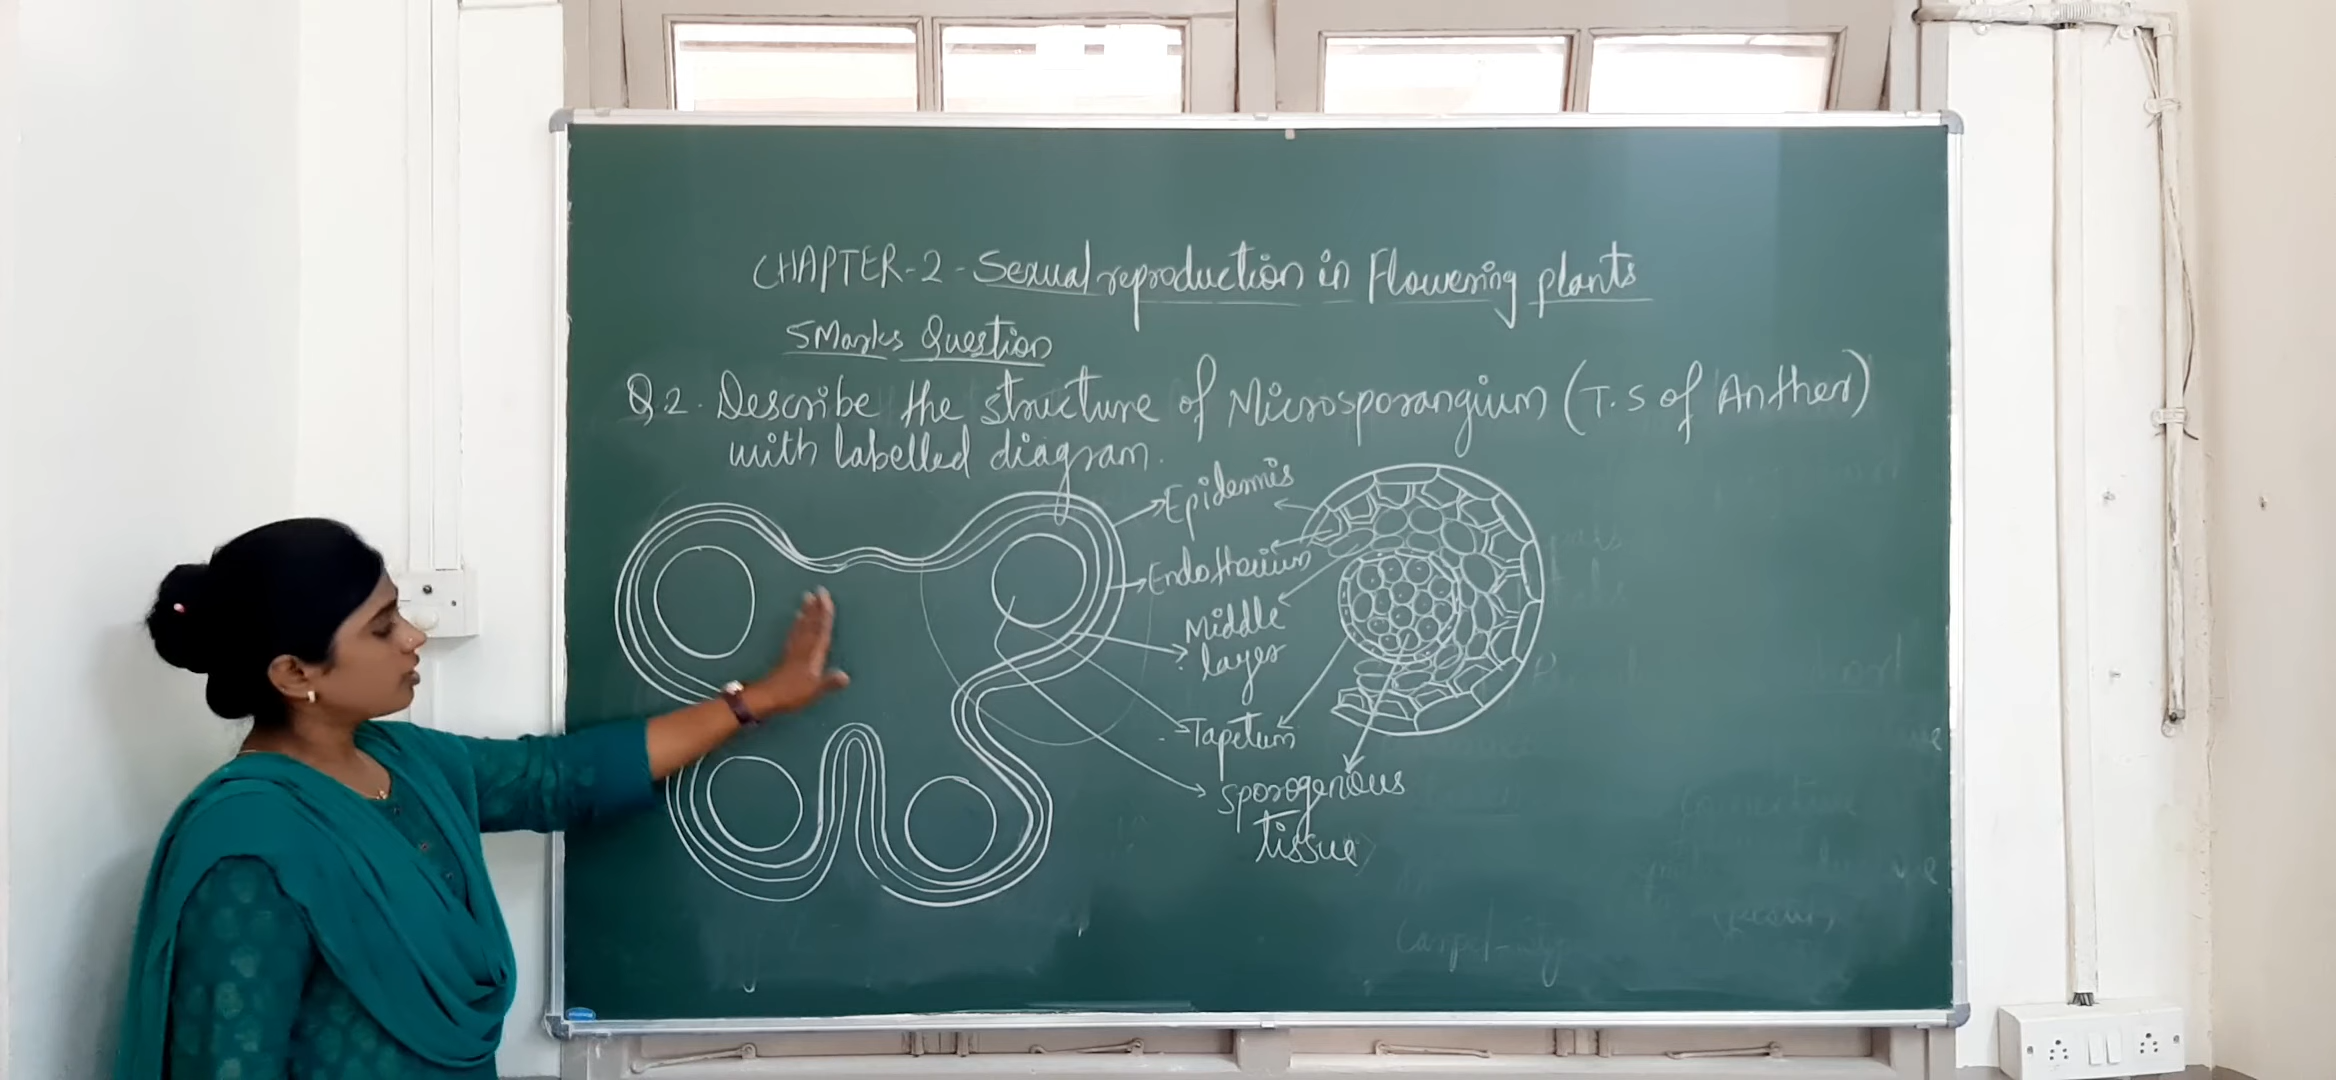 CHAPTER-2-Sexual reproduction in Flowering plants
5Marks Question
Q.2. Describe the structure of Microsporangium (T.S of Anther)
with labelled diagram.
Epidermis
Endothecium
Middle
layer
Tapetum
Sporogenous
tissue